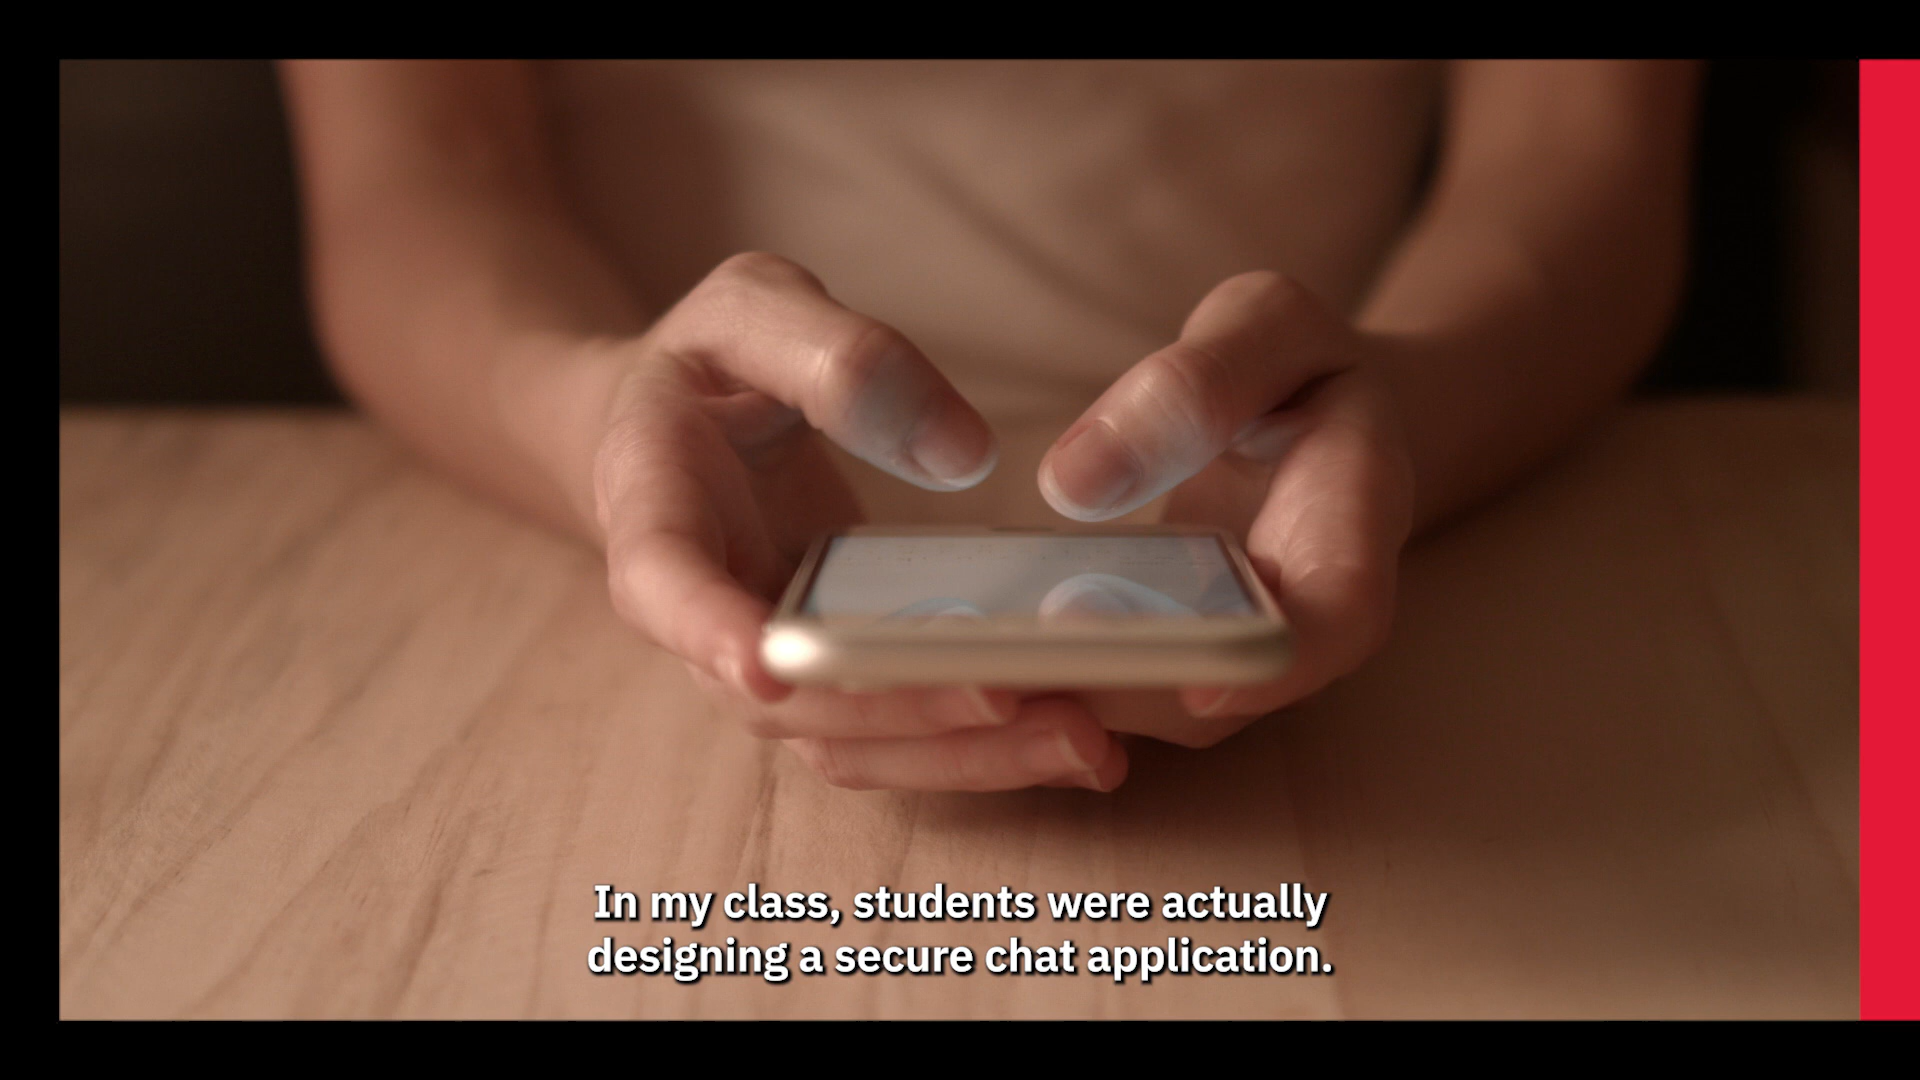 In my class, students were actually
designing a secure chat application.